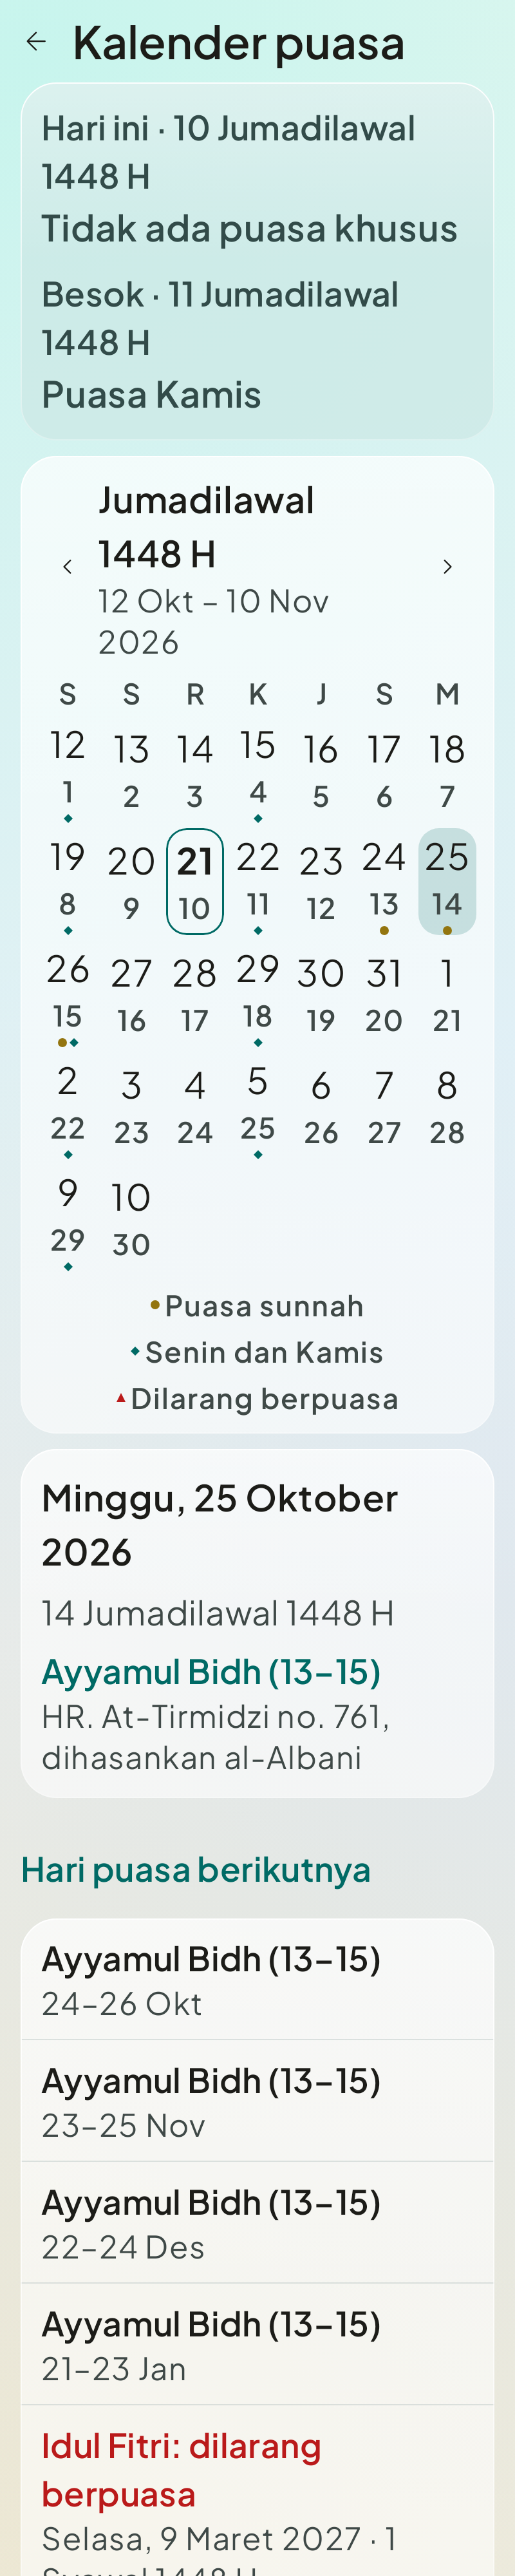 Kalender puasa
Hari ini · 10 Jumadilawal
1448 H
Tidak ada puasa khusus
Besok · 11 Jumadilawal
1448 H
Puasa Kamis
Jumadilawal
1448 H
12 Okt – 10 Nov
2026
S S R K J S M
12 13 14 15 16 17 18
1 2 3 4 5 6 7
19 20 21 22 23 24 25
8 9 10 11 12 13 14
26 27 28 29 30 31 1
15 16 17 18 19 20 21
2 3 4 5 6 7 8
22 23 24 25 26 27 28
9 10
29 30
Puasa sunnah
Senin dan Kamis
Dilarang berpuasa
Minggu, 25 Oktober
2026
14 Jumadilawal 1448 H
Ayyamul Bidh (13–15)
HR. At-Tirmidzi no. 761,
dihasankan al-Albani
Hari puasa berikutnya
Ayyamul Bidh (13–15)
24–26 Okt
Ayyamul Bidh (13–15)
23–25 Nov
Ayyamul Bidh (13–15)
22–24 Des
Ayyamul Bidh (13–15)
21–23 Jan
Idul Fitri: dilarang
berpuasa
Selasa, 9 Maret 2027 · 1